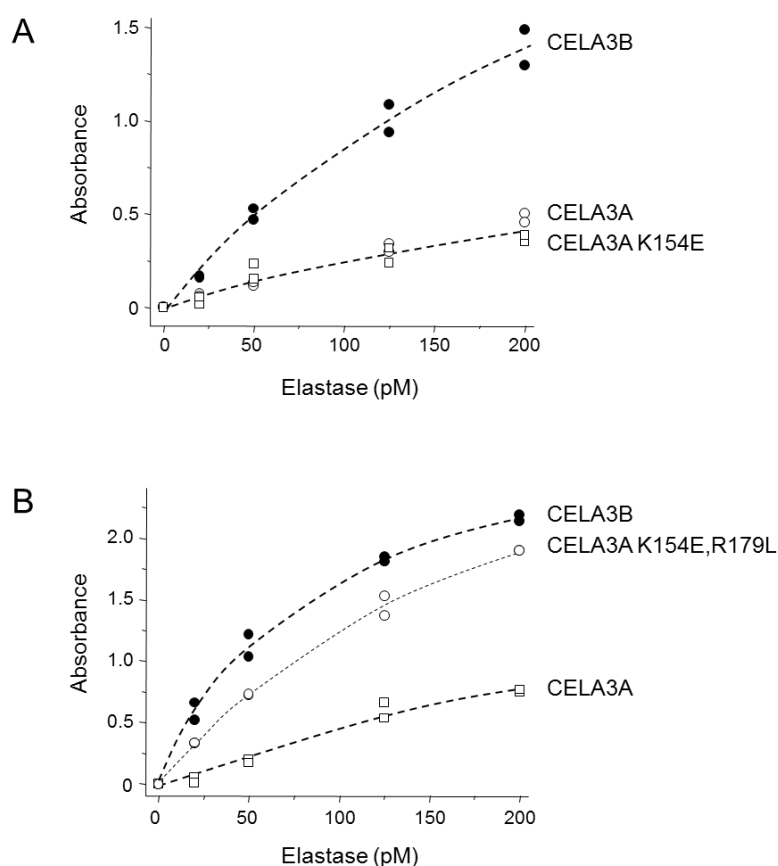 A
1.5
CELA3B
1.0
Absorbance
0.5
CELA3A
CELA3A K154E
0
0
50
100
150
200
Elastase (pM)
B
CELA3B
2.0
CELA3A K154E,R179L
1.5
Absorbance
1.0
CELA3A
0.5
0
0
50
100
150
200
Elastase (pM)